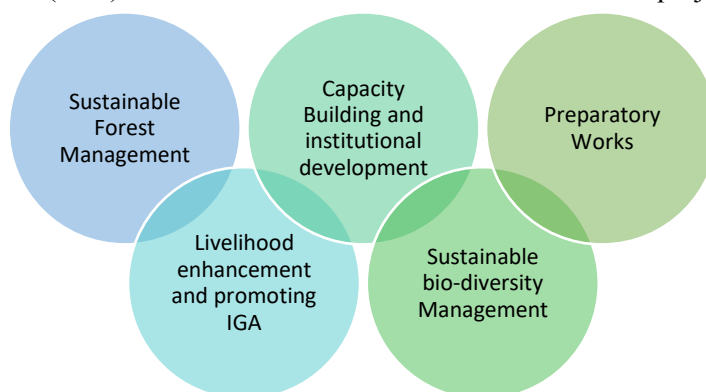 Sustainable
Forest
Management
Capacity
Building and
institutional
development
Preparatory
Works
Livelihood
enhancement
and promoting
IGA
Sustainable
bio-diversity
Management